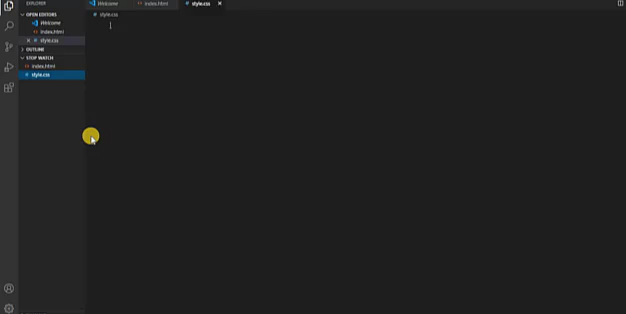 EXPLORER
Welcome
index.html
style.css
OPEN EDITORS
style.css
Welcome
index.html
style.css
OUTLINE
STOP WATCH
index.html
style.css